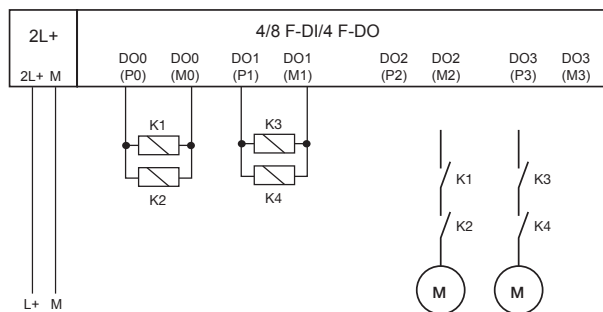 2L+
4/8 F-DI/4 F-DO
DO0 DO0 DO1 DO1 DO2 DO2 DO3 DO3
2L+ M (P0) (M0) (P1) (M1) (P2) (M2) (P3) (M3)
K1 K3
K2 K4
K1 K3
K2 K4
M M
L+ M